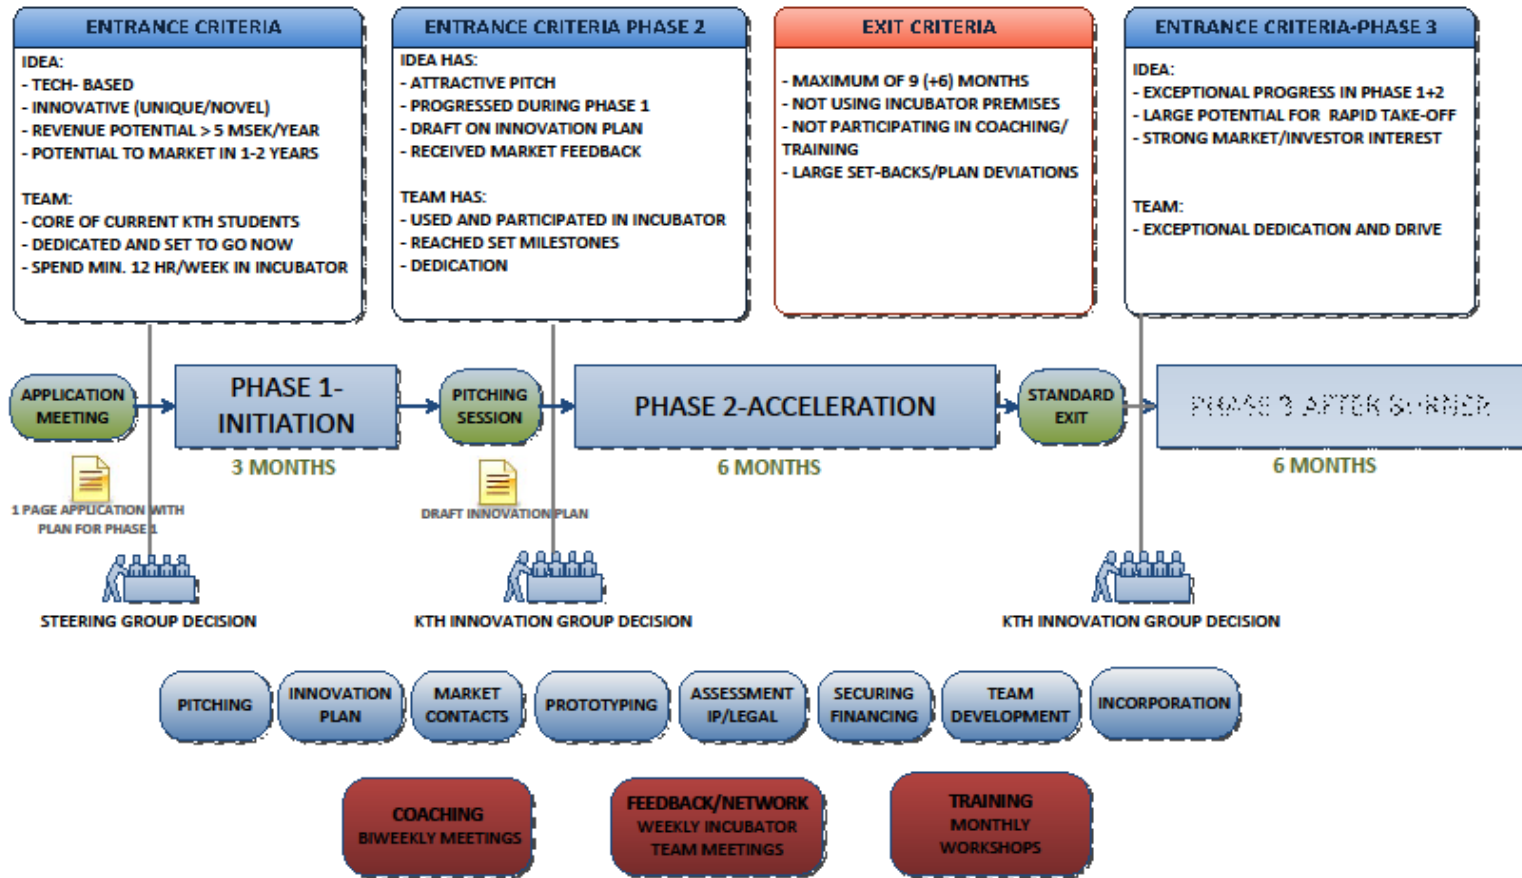 ENTRANCE CRITERIA
IDEA:
- TECH- BASED
- INNOVATIVE (UNIQUE/NOVEL)
- REVENUE POTENTIAL > 5 MSEK/YEAR
- POTENTIAL TO MARKET IN 1-2 YEARS
TEAM:
- CORE OF CURRENT KTH STUDENTS
- DEDICATED AND SET TO GO NOW
- SPEND MIN. 12 HR/WEEK IN INCUBATOR
ENTRANCE CRITERIA PHASE 2
IDEA HAS:
- ATTRACTIVE PITCH
- PROGRESSED DURING PHASE 1
- DRAFT ON INNOVATION PLAN
- RECEIVED MARKET FEEDBACK
TEAM HAS:
- USED AND PARTICIPATED IN INCUBATOR
- REACHED SET MILESTONES
- DEDICATION
EXIT CRITERIA
- MAXIMUM OF 9 (+6) MONTHS
- NOT USING INCUBATOR PREMISES
- NOT PARTICIPATING IN COACHING/
TRAINING
- LARGE SET-BACKS/PLAN DEVIATIONS
ENTRANCE CRITERIA-PHASE 3
IDEA:
- EXCEPTIONAL PROGRESS IN PHASE 1+2
- LARGE POTENTIAL FOR RAPID TAKE-OFF
- STRONG MARKET/INVESTOR INTEREST
TEAM:
- EXCEPTIONAL DEDICATION AND DRIVE
APPLICATION
MEETING
PHASE 1-
INITIATION
PITCHING
SESSION
PHASE 2-ACCELERATION
STANDARD
EXIT
PHASE 3 AFTER BURNER
3 MONTHS
6 MONTHS
6 MONTHS
1 PAGE APPLICATION WITH
PLAN FOR PHASE 1
DRAFT INNOVATION PLAN
STEERING GROUP DECISION
KTH INNOVATION GROUP DECISION
KTH INNOVATION GROUP DECISION
PITCHING
INNOVATION
PLAN
MARKET
CONTACTS
PROTOTYPING
ASSESSMENT
IP/LEGAL
SECURING
FINANCING
TEAM
DEVELOPMENT
INCORPORATION
COACHING
BIWEEKLY MEETINGS
FEEDBACK/NETWORK
WEEKLY INCUBATOR
TEAM MEETINGS
TRAINING
MONTHLY
WORKSHOPS